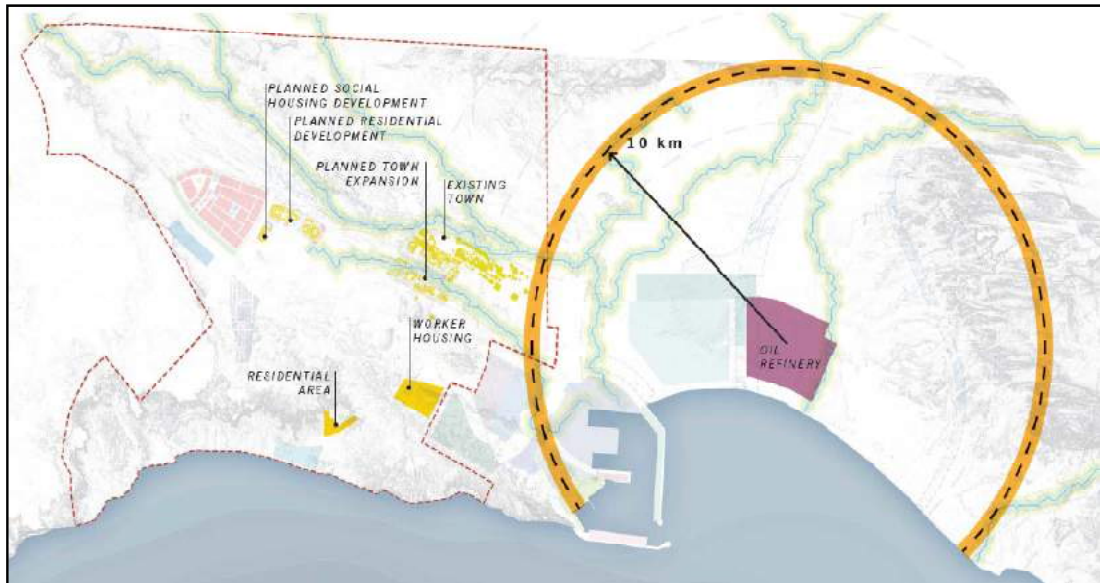 PLANNED SOCIAL
HOUSING DEVELOPMENT
PLANNED RESIDENTIAL
DEVELOPMENT
PLANNED TOWN
EXPANSION
EXISTING
TOWN
10 km
WORKER
HOUSING
OIL
REFINERY
RESIDENTIAL
AREA